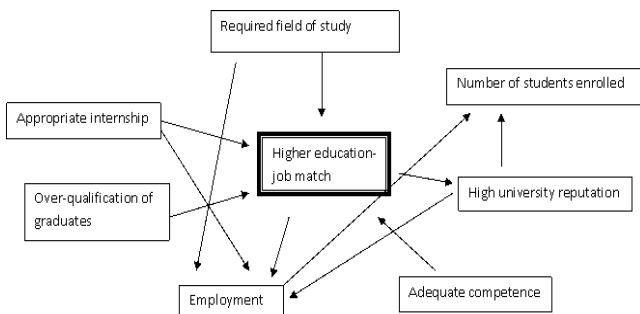 Required field of study
Number of students enrolled
Appropriate internship
Higher education-
job match
Over-qualification of
graduates
High university reputation
Employment
Adequate competence